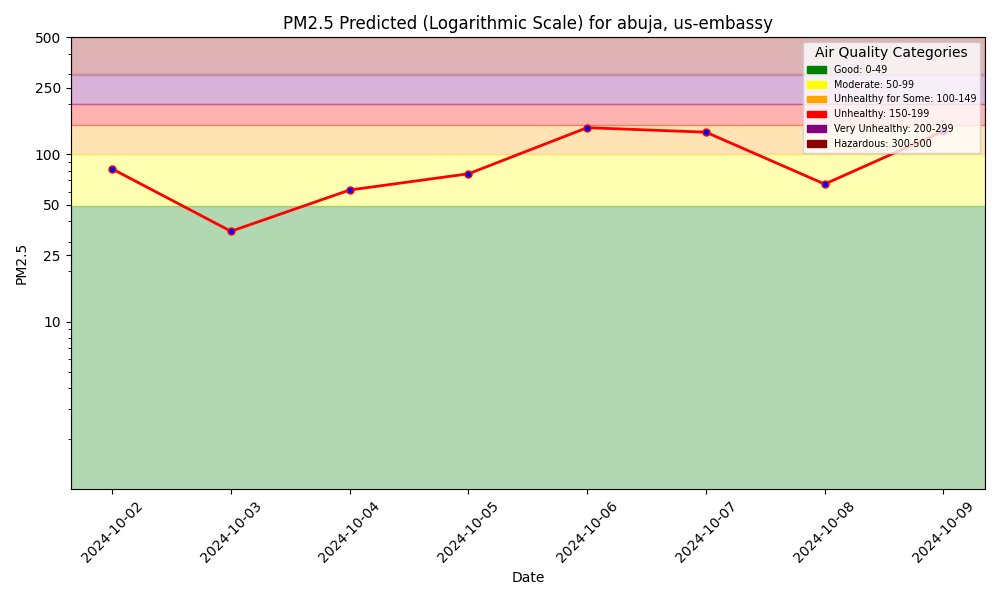 PM2.5 Predicted (Logarithmic Scale) for abuja, us-embassy
500
250
100
50
25
10
PM2.5
Air Quality Categories
Good: 0-49
Moderate: 50-99
Unhealthy for Some: 100-149
Unhealthy: 150-199
Very Unhealthy: 200-299
Hazardous: 300-500
2024-10-02
2024-10-03
2024-10-04
2024-10-05
2024-10-06
2024-10-07
2024-10-08
2024-10-09
Date